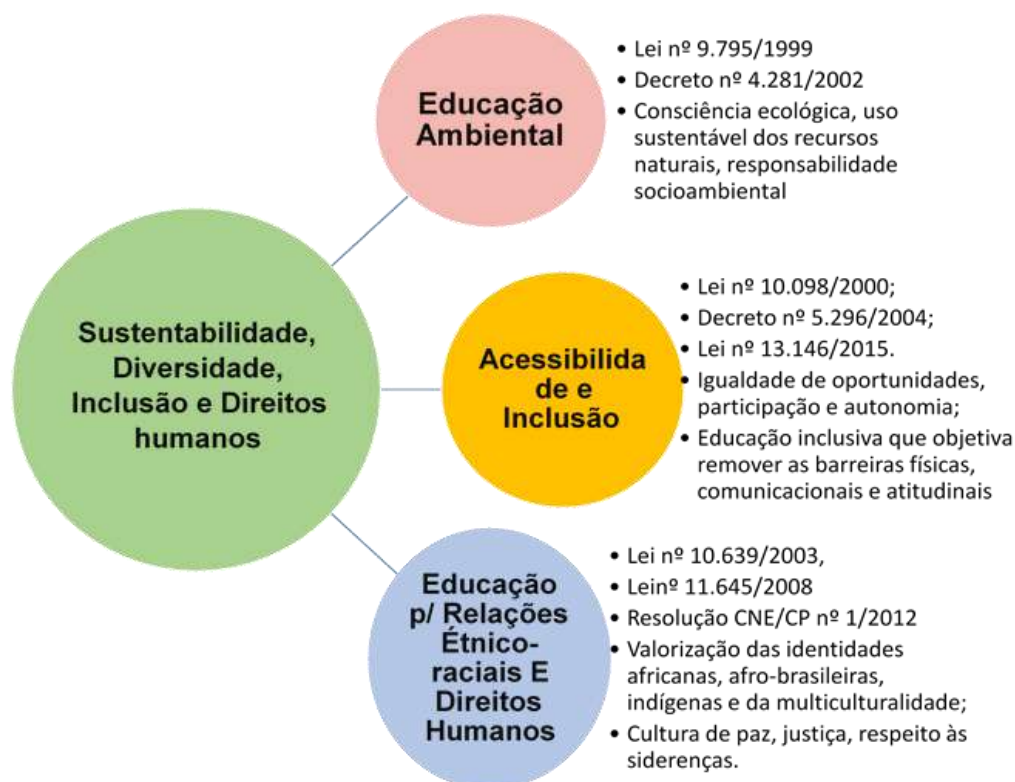 Sustentabilidade,
Diversidade,
Inclusão e Direitos
humanos
Educação
Ambiental
• Lei nº 9.795/1999
• Decreto nº 4.281/2002
• Consciência ecológica, uso
sustentável dos recursos
naturais, responsabilidade
socioambiental
Acessibilida
de e
Inclusão
• Lei nº 10.098/2000;
• Decreto nº 5.296/2004;
• Lei nº 13.146/2015.
• Igualdade de oportunidades,
participação e autonomia;
• Educação inclusiva que objetiva
remover as barreiras físicas,
comunicacionais e atitudinais
Educação
p/ Relações
Étnico-
raciais E
Direitos
Humanos
• Lei nº 10.639/2003,
• Leinº 11.645/2008
• Resolução CNE/CP nº 1/2012
• Valorização das identidades
africanas, afro-brasileiras,
indígenas e da multiculturalidade;
• Cultura de paz, justiça, respeito às
siderenças.